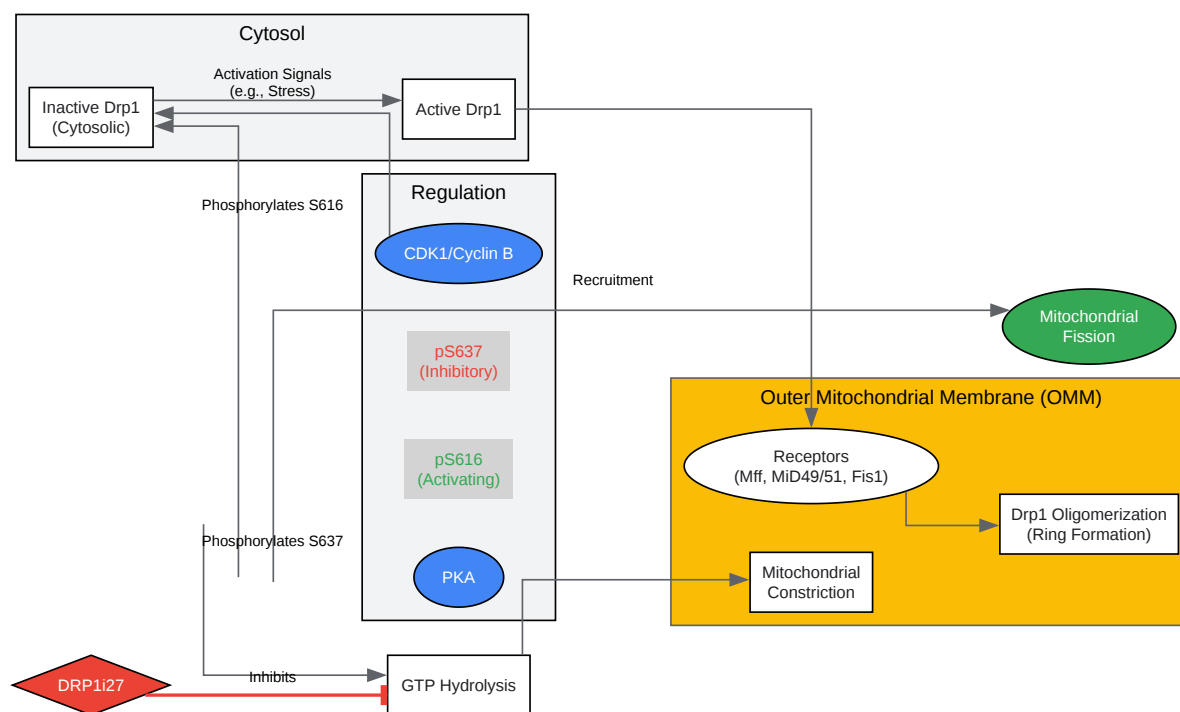 Cytosol
Activation Signals
(e.g., Stress)
Inactive Drp1
(Cytosolic)
Active Drp1
Regulation
Phosphorylates S616
CDK1/Cyclin B
Recruitment
Mitochondrial
Fission
pS637
(Inhibitory)
Outer Mitochondrial Membrane (OMM)
Receptors
(Mff, MiD49/51, Fis1)
pS616
(Activating)
Drp1 Oligomerization
(Ring Formation)
Phosphorylates S637
PKA
Mitochondrial
Constriction
DRP1i27
Inhibits
GTP Hydrolysis